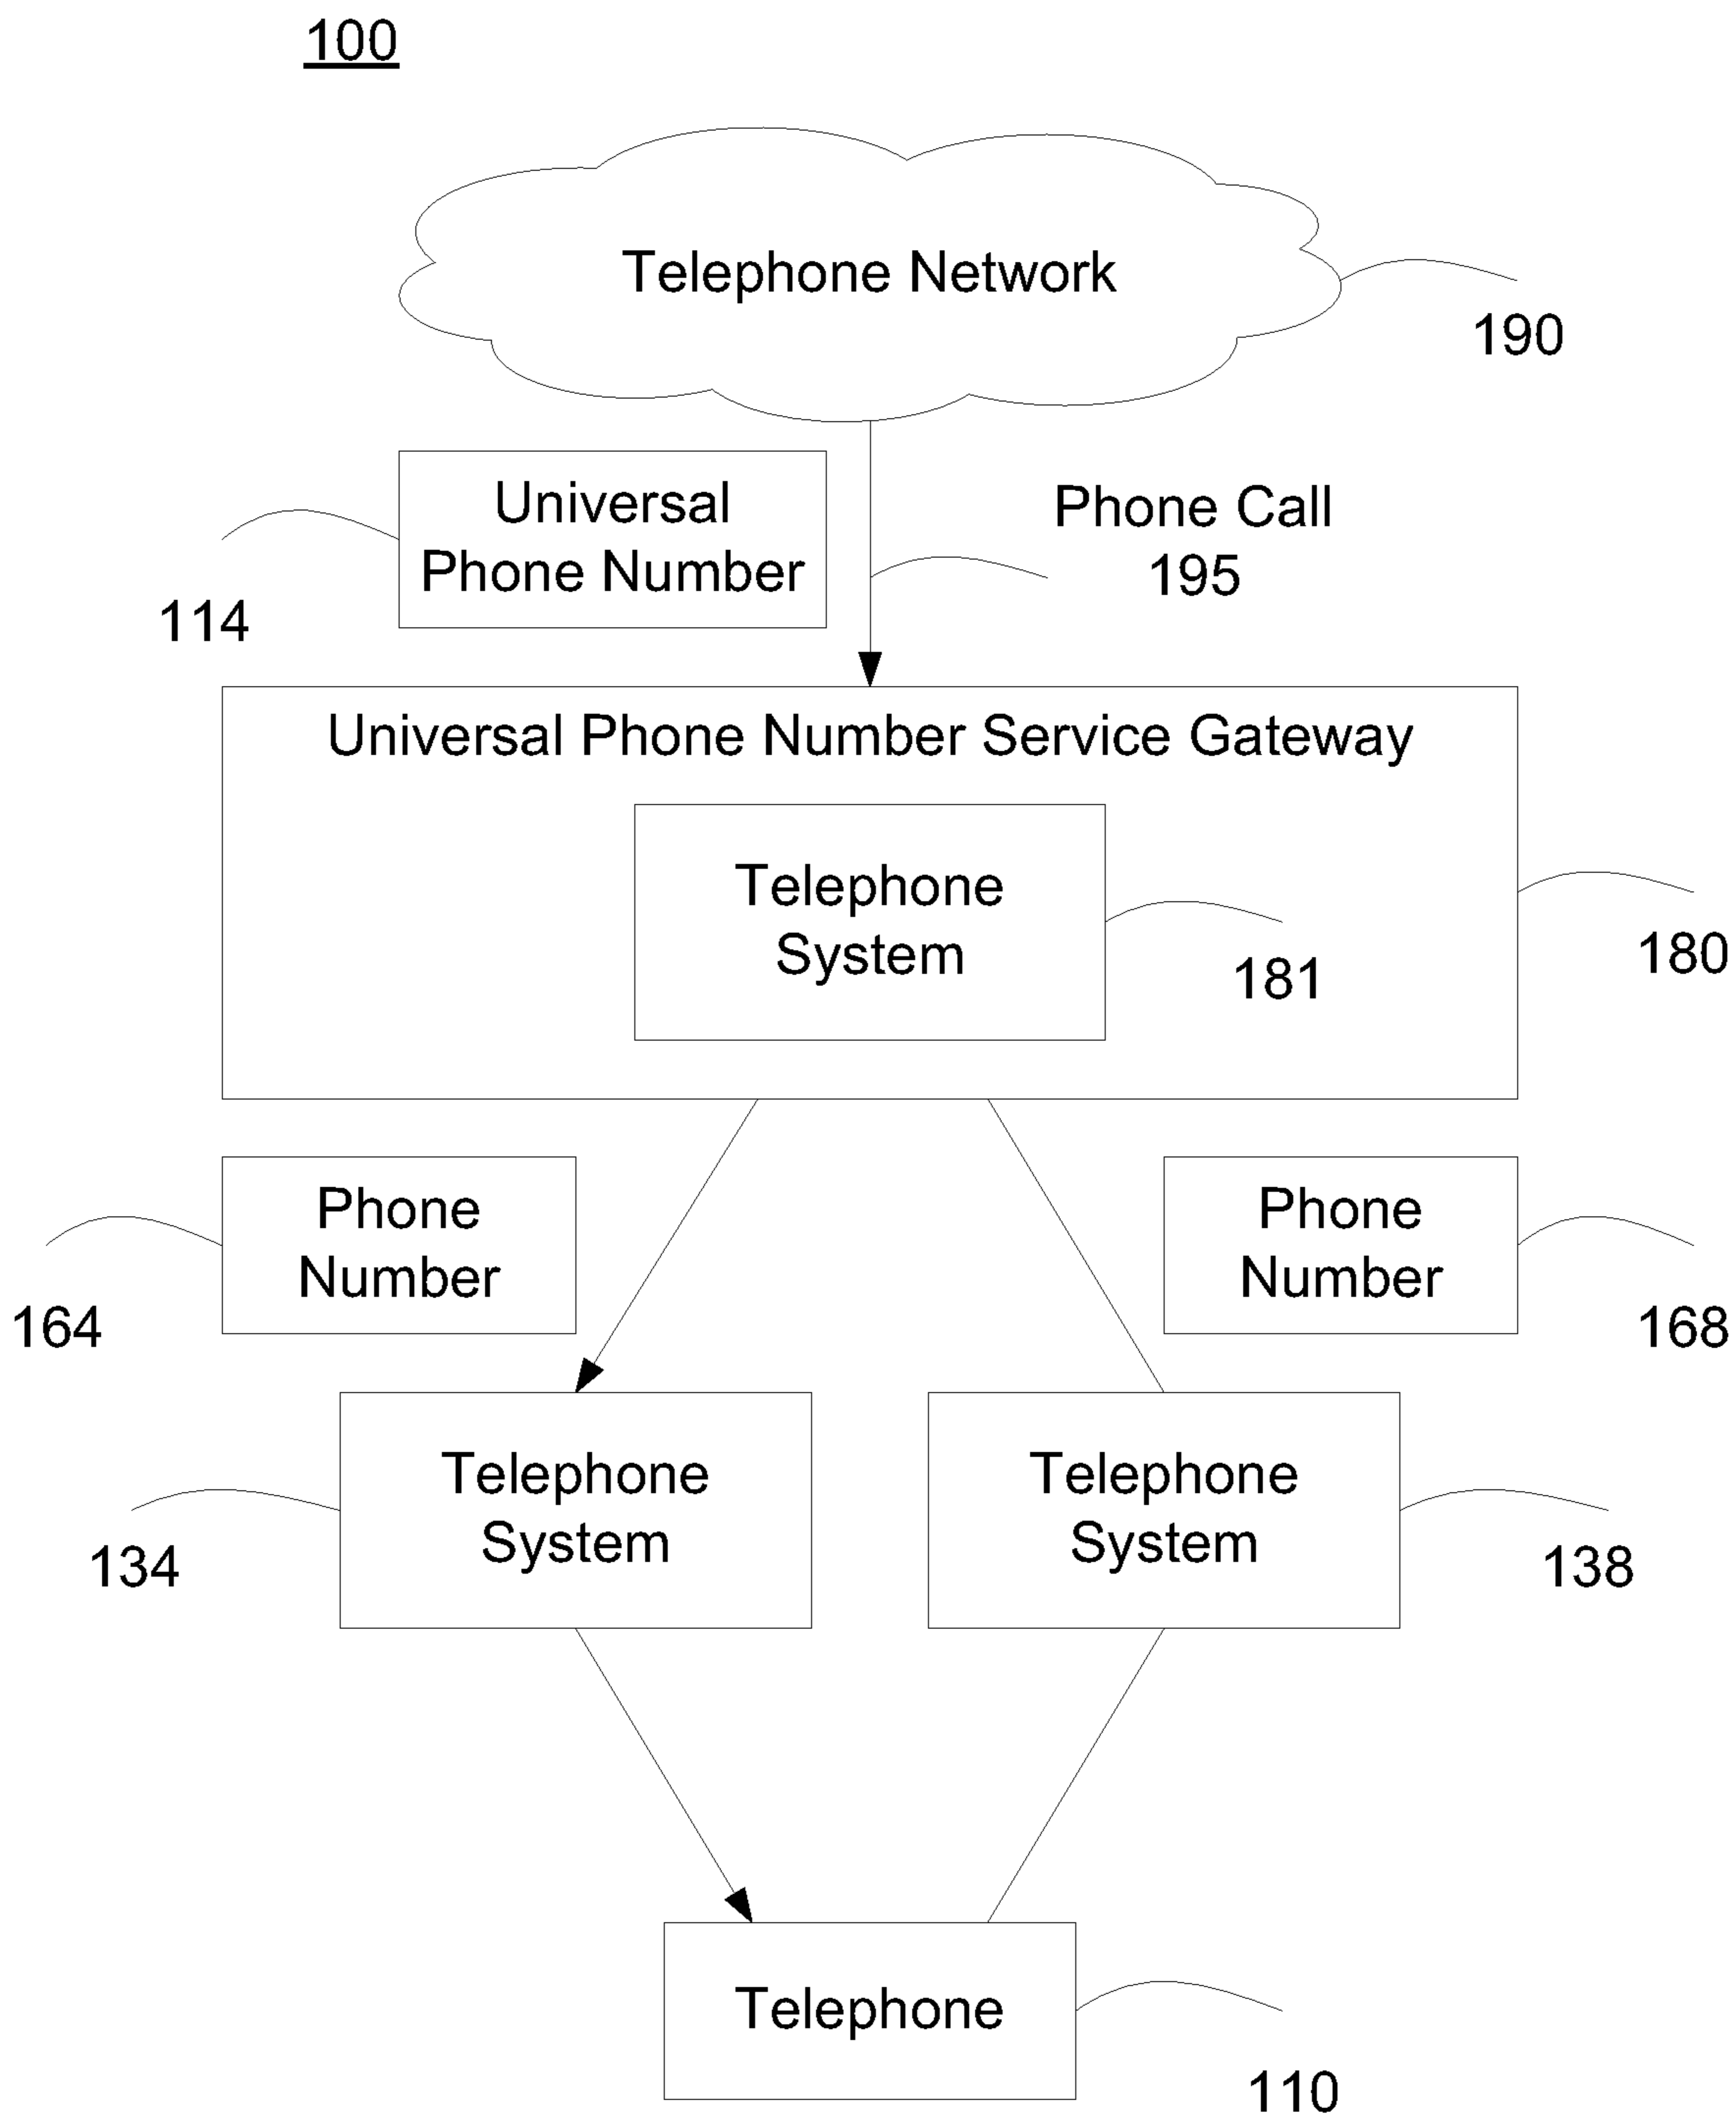 100
Telephone Network
190
Universal
Phone Number
114
Phone Call
195
Universal Phone Number Service Gateway
Telephone
System
181
180
Phone
Number
164
Phone
Number
168
Telephone
System
134
Telephone
System
138
Telephone
110